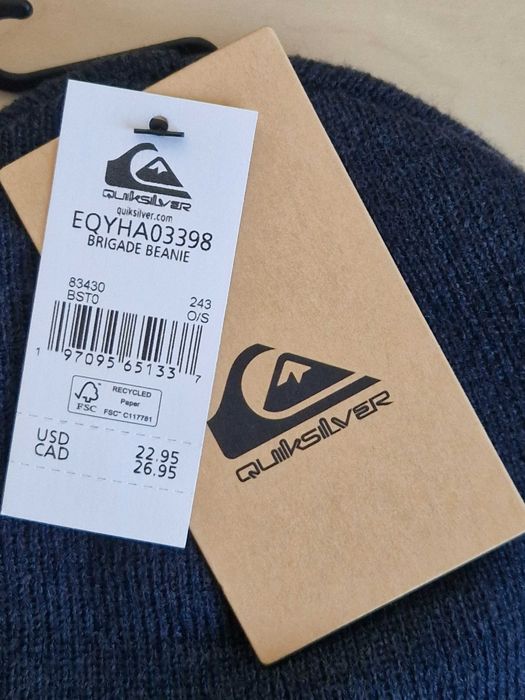 QUIKSILVER
quiksilver.com
EQYHA03398
BRIGADE BEANIE
83430
BST0 243
O/S
1 97095 65133 7
FSC
RECYCLED
Paper
FSC™ C117781
USD 22.95
CAD 26.95
QUIKSILVER